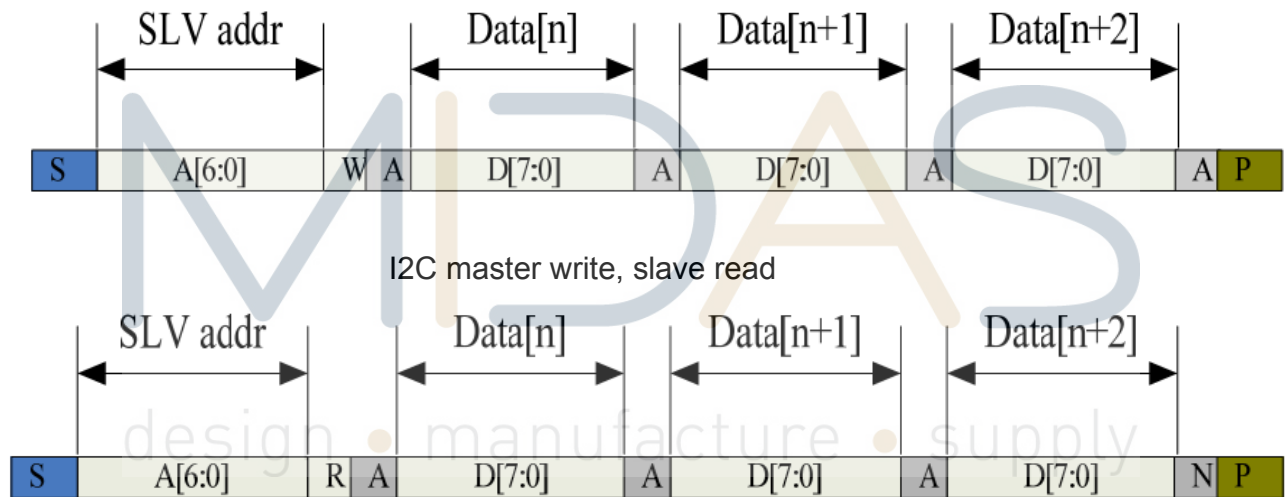 SLV addr Data[n] Data[n+1] Data[n+2]
S A[6:0] W A D[7:0] A D[7:0] A D[7:0] A P
MIDAS
I2C master write, slave read
SLV addr Data[n] Data[n+1] Data[n+2]
design • manufacture • supply
S A[6:0] R A D[7:0] A D[7:0] A D[7:0] N P